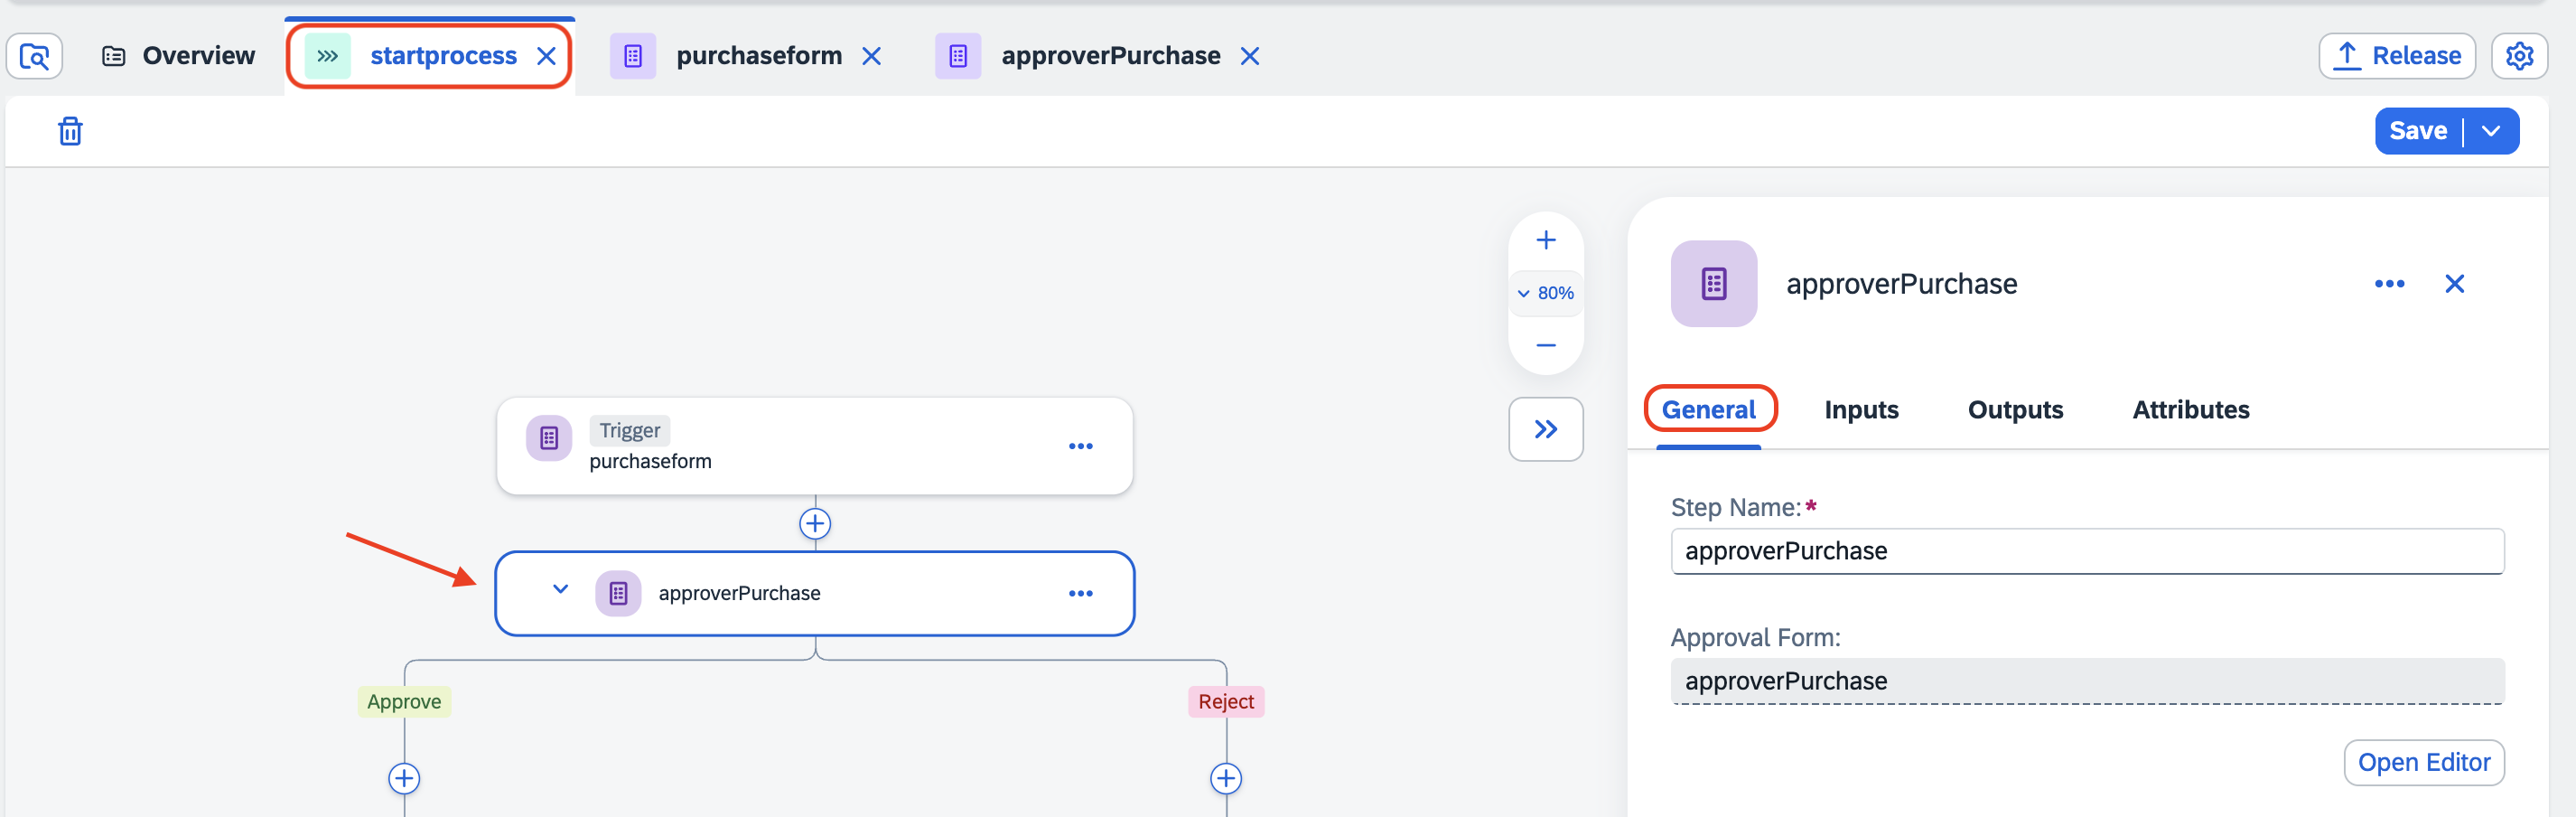 Overview
startprocess
purchaseform
approverPurchase
Release
Save
80%
Trigger
purchaseform
approverPurchase
Approve
Reject
approverPurchase
General
Inputs
Outputs
Attributes
Step Name:*
approverPurchase
Approval Form:
approverPurchase
Open Editor